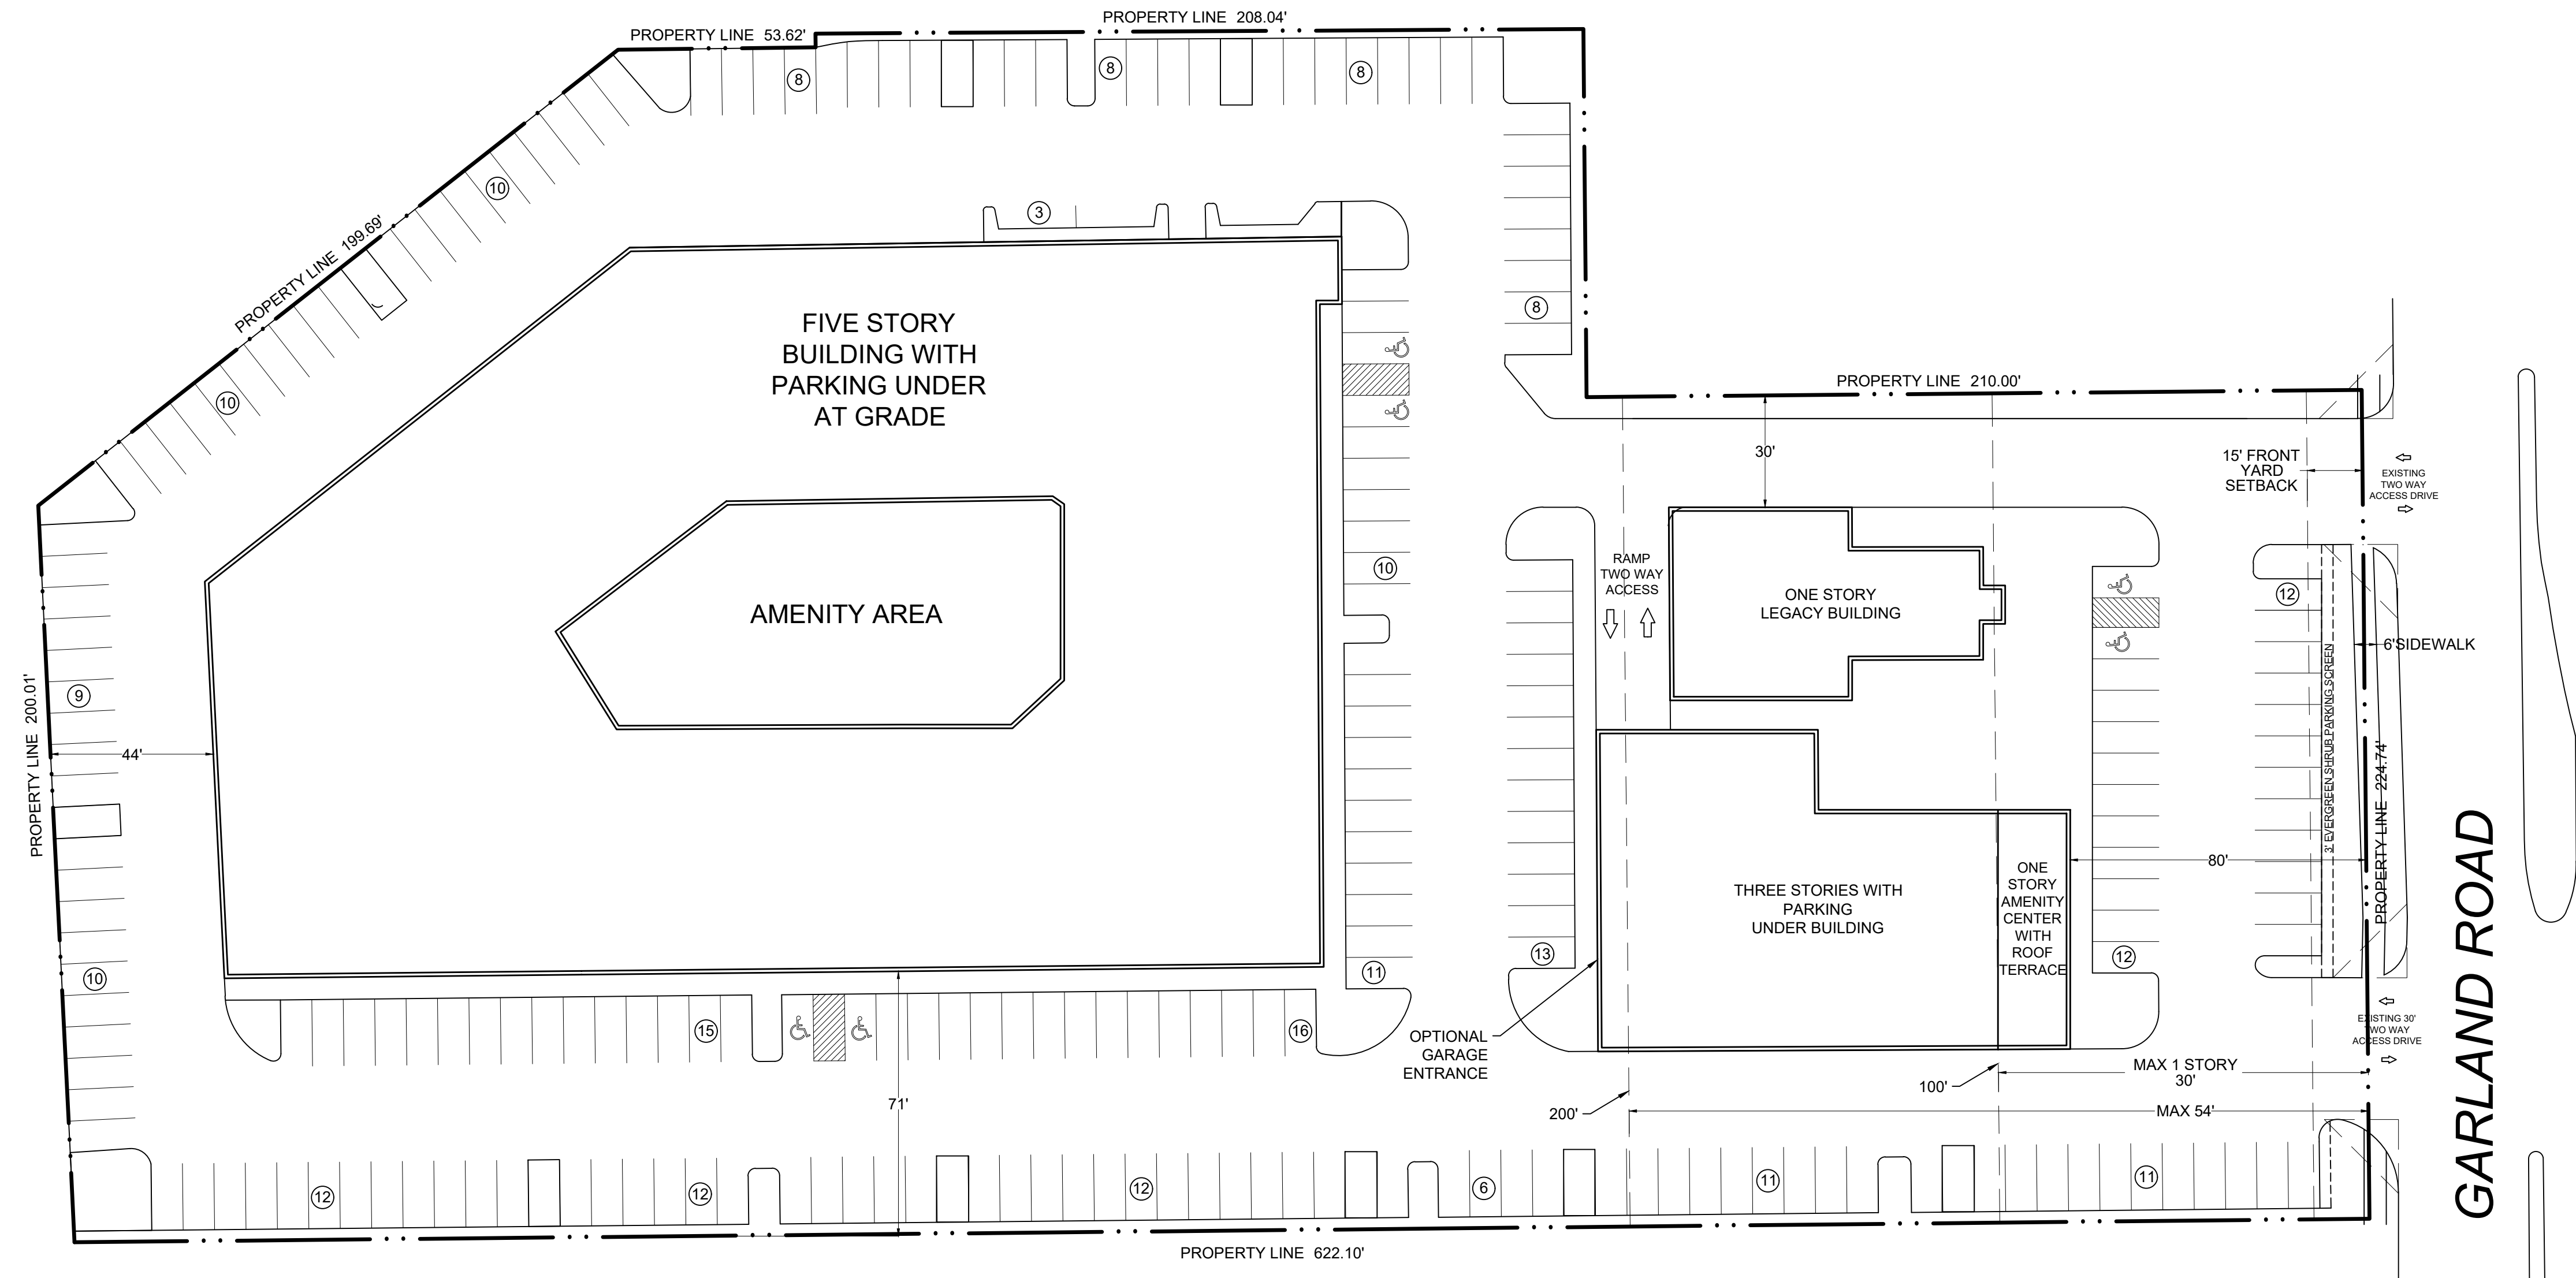 PROPERTY LINE 208.04'
PROPERTY LINE 53.62'
8
8
8
10
3
PROPERTY LINE 199.69'
8
FIVE STORY
BUILDING WITH
PARKING UNDER
AT GRADE
10
PROPERTY LINE 210.00'
30'
15' FRONT
YARD
SETBACK
EXISTING
TWO WAY
ACCESS DRIVE
AMENITY AREA
10
RAMP
TWO WAY
ACCESS
ONE STORY
LEGACY BUILDING
12
6'SIDEWALK
3' EVERGREEN SHRUB PARKING SCREEN
PROPERTY LINE 224.74'
9
PROPERTY LINE 200.01'
44'
80'
THREE STORIES WITH
PARKING
UNDER BUILDING
ONE
STORY
AMENITY
CENTER
WITH
ROOF
TERRACE
GARLAND ROAD
10
11
13
12
15
16
OPTIONAL
GARAGE
ENTRANCE
EXISTING 30'
TWO WAY
ACCESS DRIVE
MAX 1 STORY
30'
100'
200'
MAX 54'
71'
12
12
12
6
11
11
PROPERTY LINE 622.10'